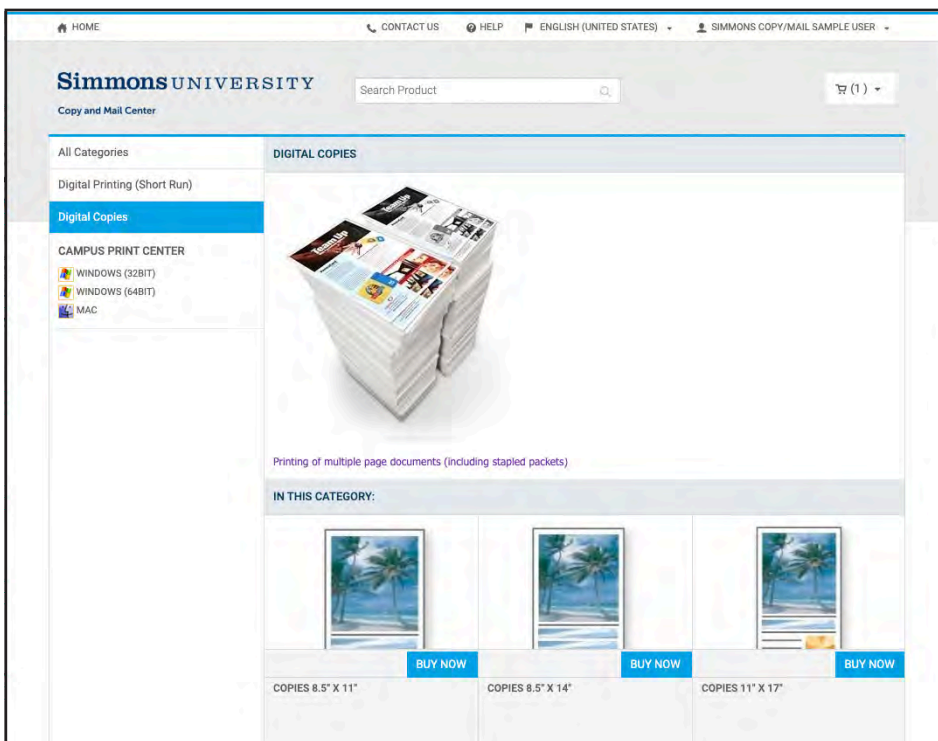 HOME
CONTACT US
HELP
ENGLISH (UNITED STATES)
SIMMONS COPY/MAIL SAMPLE USER
Simmons UNIVERSITY
Copy and Mail Center
Search Product
(1)
All Categories
Digital Printing (Short Run)
Digital Copies
CAMPUS PRINT CENTER
WINDOWS (32BIT)
WINDOWS (64BIT)
MAC
DIGITAL COPIES
Team Up
Team Up
Printing of multiple page documents (including stapled packets)
IN THIS CATEGORY:
BUY NOW
BUY NOW
BUY NOW
COPIES 8.5" X 11"
COPIES 8.5" X 14"
COPIES 11" X 17"